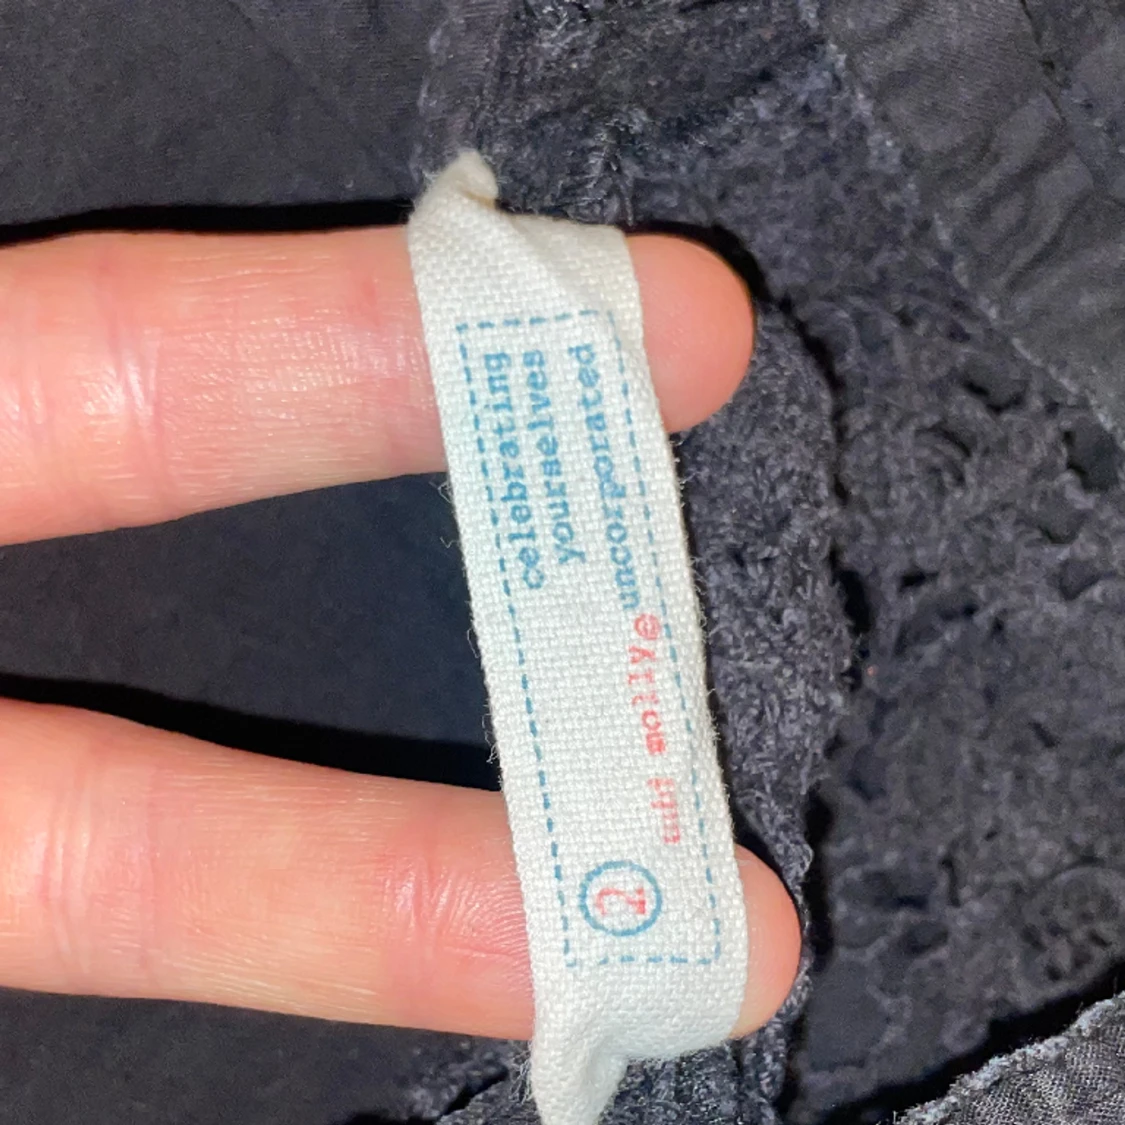 celebrating
yourselves
uncorporated
molly@
2